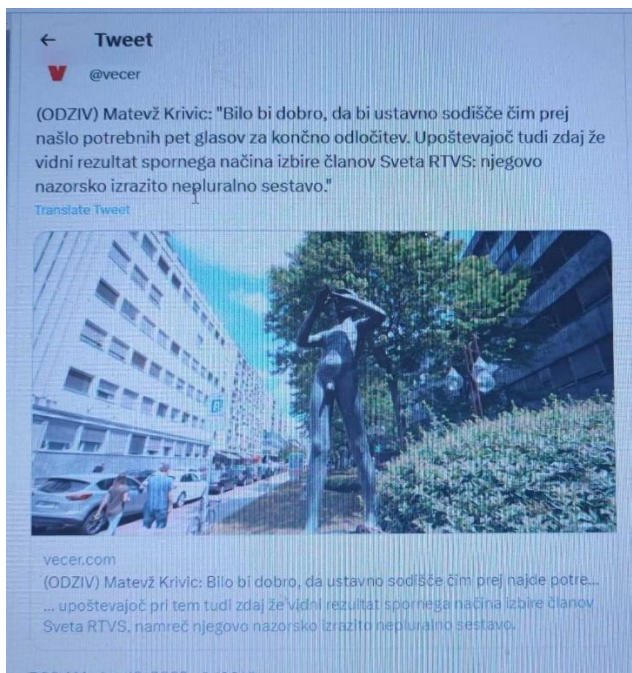 Tweet
@vecer
(ODZIV) Matevž Krivic: "Bilo bi dobro, da bi ustavno sodišče čim prej
našlo potrebnih pet glasov za končno odločitev. Upoštevajoč tudi zdaj že
vidni rezultat spornega načina izbire članov Sveta RTVS: njegovo
nazorsko izrazito nepluralno sestavo."
Translate Tweet
vecer.com
(ODZIV) Matevž Krivic: Bilo bi dobro, da ustavno sodišče čim prej najde potre...
... upoštevajoč pri tem tudi zdaj že vidni rezultat spornega načina izbire članov
Sveta RTVS, namreč njegovo nazorsko izrazito nepluralno sestavo.